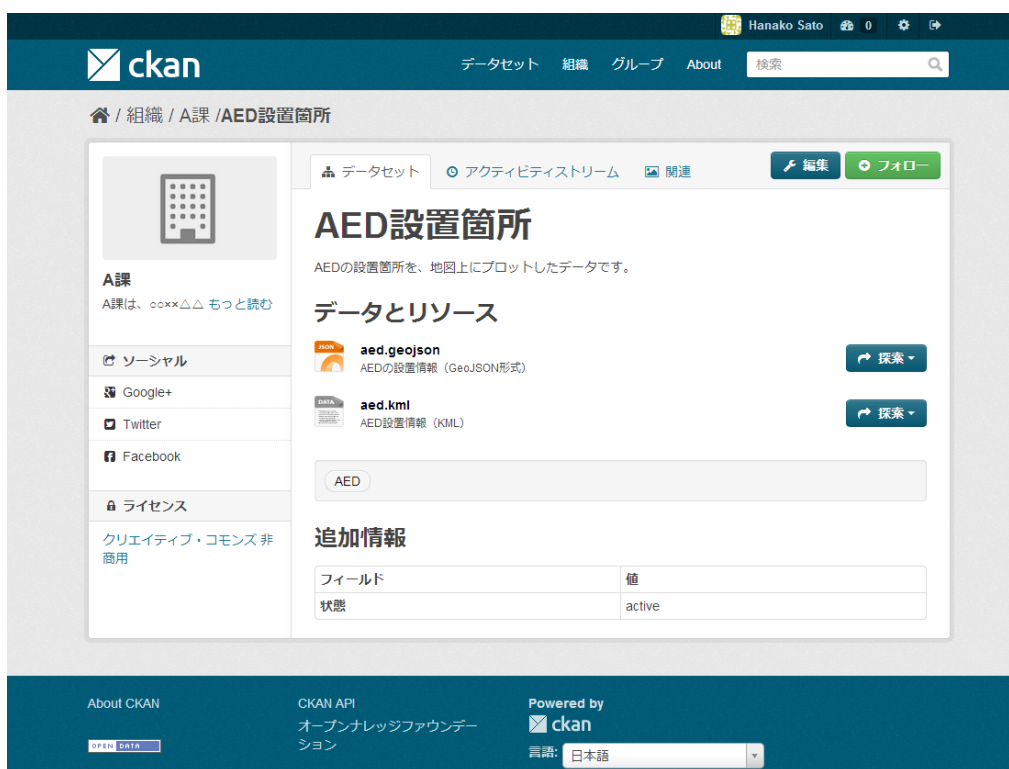 Hanako Sato 0
ckan
データセット 組織 グループ About 検索
/ 組織 / A課 /AED設置箇所
データセット アクティビティストリーム 関連 編集 フォロー
AED設置箇所
AEDの設置箇所を、地図上にプロットしたデータです。
A課
A課は、○○××△△ もっと読む
ソーシャル
Google+
Twitter
Facebook
ライセンス
クリエイティブ・コモンズ 非
商用
データとリソース
JSON
aed.geojson
AEDの設置情報（GeoJSON形式）
探索
DATA
aed.kml
AED設置情報（KML）
探索
AED
追加情報
フィールド 値
状態 active
About CKAN
OPEN DATA
CKAN API
オープンナレッジファウンデー
ション
Powered by
ckan
言語: 日本語